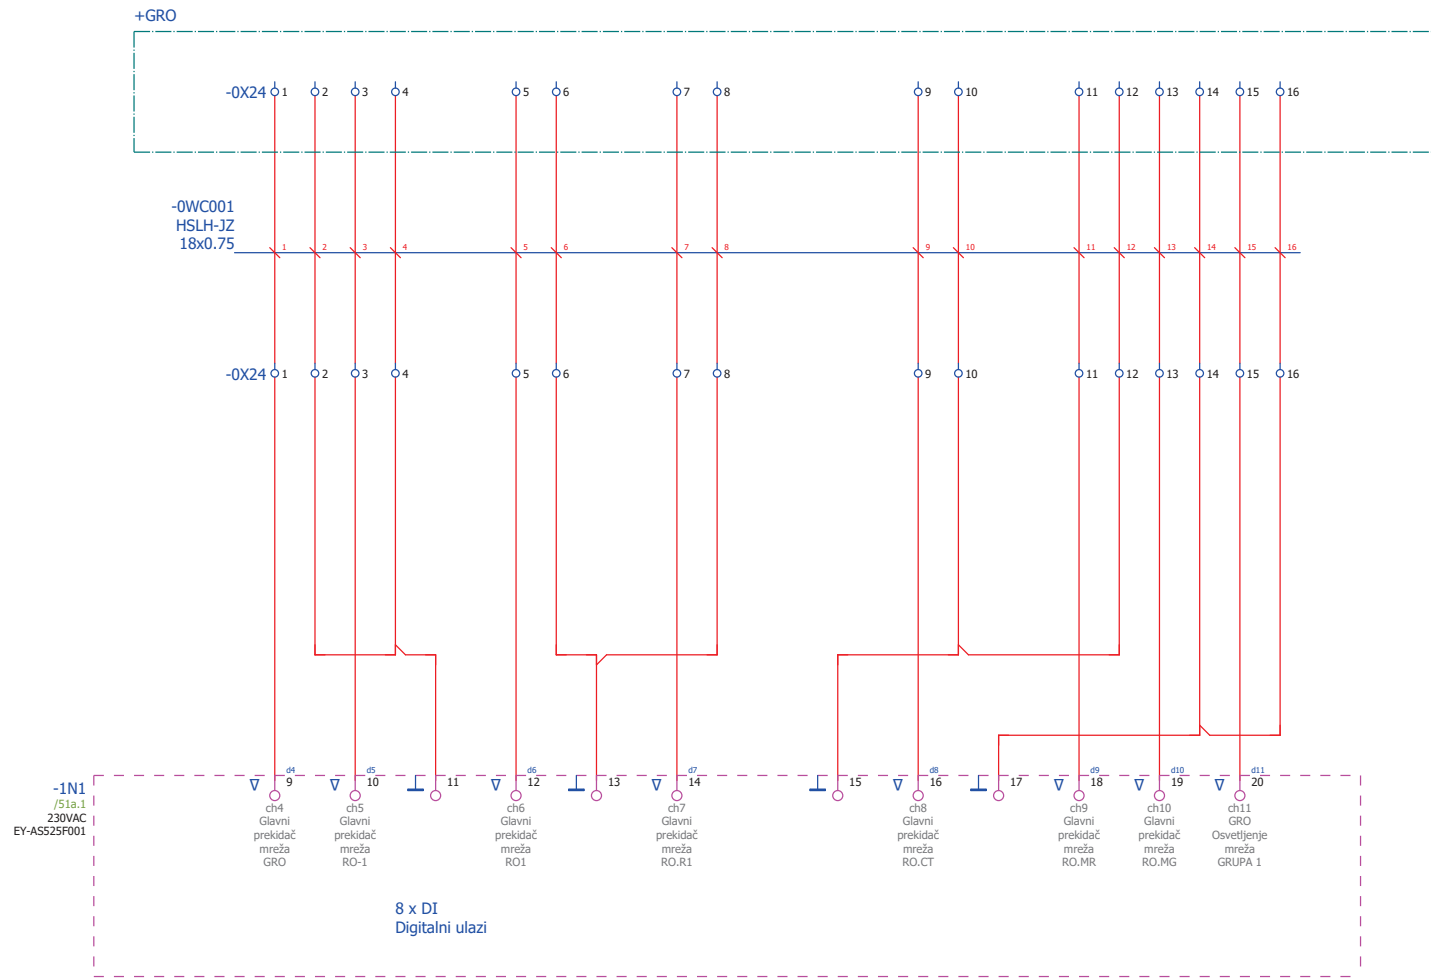 +GRO
-0X24 1 2 3 4 5 6 7 8 9 10 11 12 13 14 15 16
-0WC001
HSLH-JZ
18x0.75
1 2 3 4 5 6 7 8 9 10 11 12 13 14 15 16
-0X24 1 2 3 4 5 6 7 8 9 10 11 12 13 14 15 16
d4 d5 d6 d7 d8 d9 d10 d11
9 10 11 12 13 14 15 16 17 18 19 20
-1N1
/51a.1
230VAC
EY-AS525F001
ch4
Glavni
prekidač
mreža
GRO
ch5
Glavni
prekidač
mreža
RO-1
ch6
Glavni
prekidač
mreža
RO1
ch7
Glavni
prekidač
mreža
RO.R1
ch8
Glavni
prekidač
mreža
RO.CT
ch9
Glavni
prekidač
mreža
RO.MR
ch10
Glavni
prekidač
mreža
RO.MG
ch11
GRO
Osvetljenje
mreža
GRUPA 1
8 x DI
Digitalni ulazi